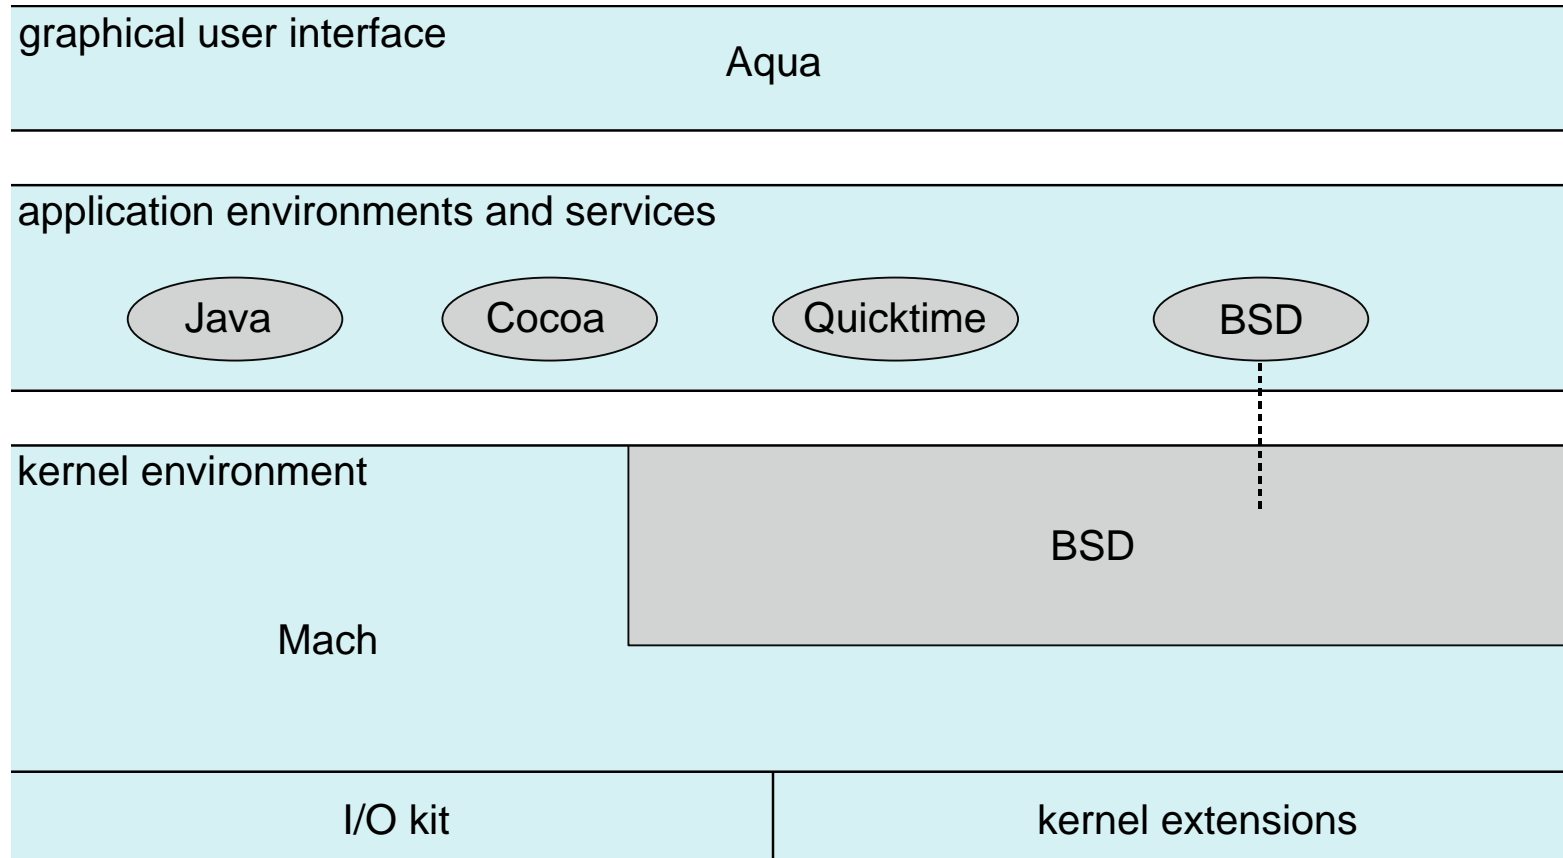 graphical user interface
Aqua
application environments and services
Java
Cocoa
Quicktime
BSD
kernel environment
BSD
Mach
I/O kit
kernel extensions